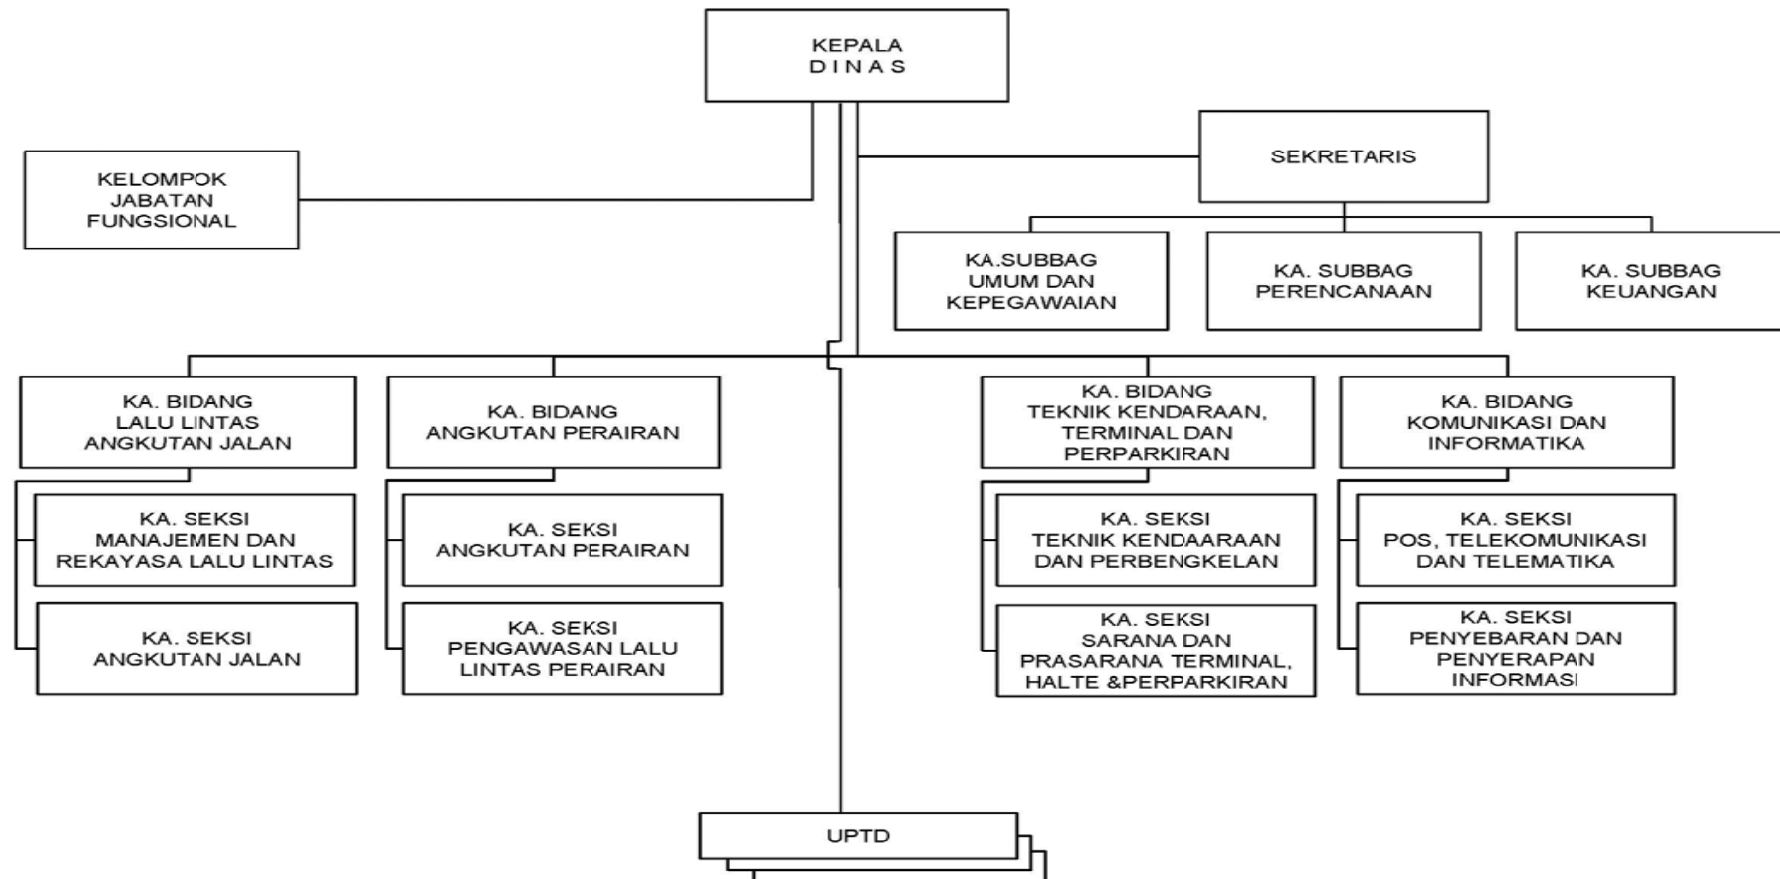 KEPALA
D I N A S
SEKRETARIS
KELOMPOK
JABATAN
FUNGSIONAL
KA.SUBBAG
UMUM DAN
KEPEGAWAIAN
KA. SUBBAG
PERENCANAAN
KA. SUBBAG
KEUANGAN
KA. BIDANG
LALU LINTAS
ANGKUTAN JALAN
KA. BIDANG
ANGKUTAN PERAIRAN
KA. BIDANG
TEKNIK KENDARAAN,
TERMINAL DAN
PERPARKIRAN
KA. BIDANG
KOMUNIKASI DAN
INFORMATIKA
KA. SEKSI
MANAJEMEN DAN
REKAYASA LALU LINTAS
KA. SEKSI
ANGKUTAN PERAIRAN
KA. SEKSI
TEKNIK KENDAARAAN
DAN PERBENGKELAN
KA. SEKSI
POS, TELEKOMUNIKASI
DAN TELEMATIKA
KA. SEKSI
ANGKUTAN JALAN
KA. SEKSI
PENGAWASAN LALU
LINTAS PERAIRAN
KA. SEKSI
SARANA DAN
PRASARANA TERMINAL,
HALTE &PERPARKIRAN
KA. SEKSI
PENYEBARAN DAN
PENYERAPAN
INFORMASI
UPTD